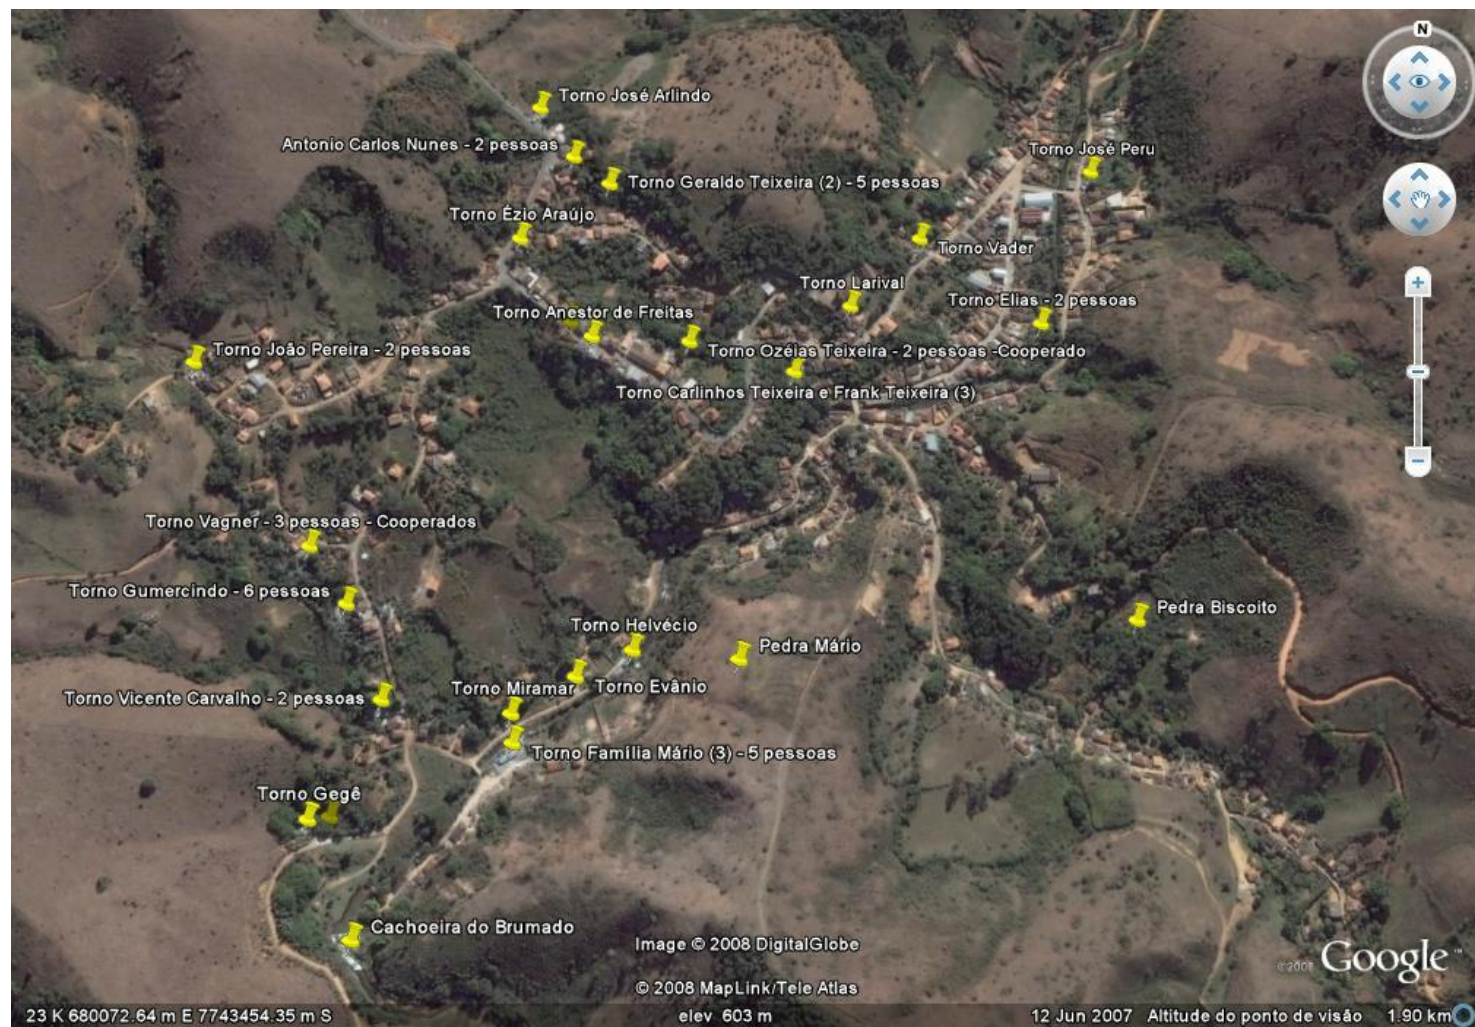 N
Torno José Arlindo
Antonio Carlos Nunes - 2 pessoas
Torno José Peru
Torno Geraldo Teixeira (2) - 5 pessoas
Torno Ézio Araújo
Torno Vader
Torno Larival
Torno Elias - 2 pessoas
Torno Anestor de Freitas
Torno João Pereira - 2 pessoas
Torno Ozéias Teixeira - 2 pessoas -Cooperado
Torno Carlinhos Teixeira e Frank Teixeira (3)
Torno Vagner - 3 pessoas - Cooperados
Torno Gumercindo - 6 pessoas
Pedra Biscoito
Torno Helvécio
Pedra Mário
Torno Miramar
Torno Evânio
Torno Vicente Carvalho - 2 pessoas
Torno Família Mário (3) - 5 pessoas
Torno Gegê
Cachoeira do Brumado
Image © 2008 DigitalGlobe
© 2008 MapLink/Tele Atlas
©2008 Google™
23 K 680072.64 m E 7743454.35 m S
elev 603 m
12 Jun 2007 Altitude do ponto de visão 1.90 km